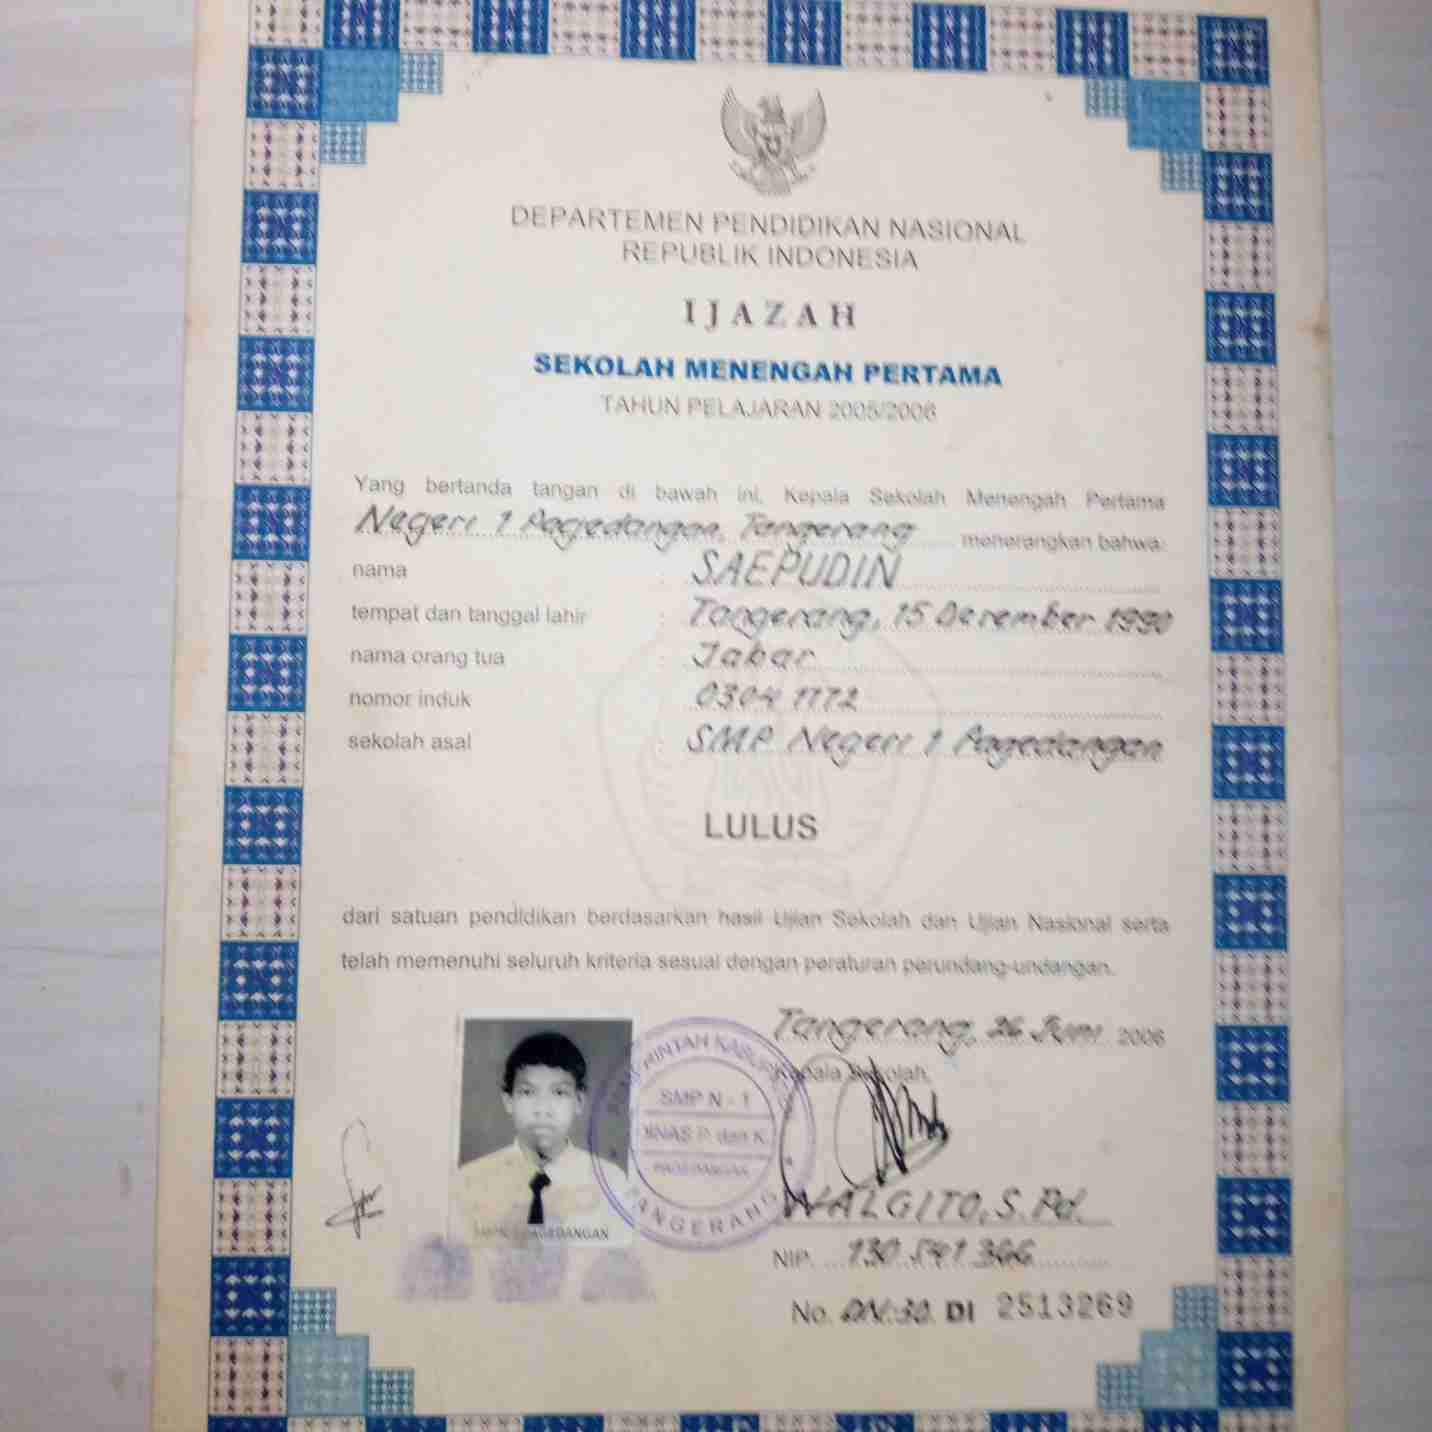 DEPARTEMEN PENDIDIKAN NASIONAL
REPUBLIK INDONESIA
IJAZAH
SEKOLAH MENENGAH PERTAMA
TAHUN PELAJARAN 2005/2006
Yang bertanda tangan di bawah ini, Kepala Sekolah Menengah Pertama
Negeri 1 Pagedangan, Tangerang menerangkan bahwa:
nama : SAEPUDIN
tempat dan tanggal lahir : Tangerang, 15 Desember 1990
nama orang tua : Jabar
nomor induk : 0304 1172
sekolah asal : SMP Negeri 1 Pagedangan
LULUS
dari satuan pendidikan berdasarkan hasil Ujian Sekolah dan Ujian Nasional serta
telah memenuhi seluruh kriteria sesuai dengan peraturan perundang-undangan.
Tangerang, 26 Juni 2006
Kepala Sekolah,
SMP N - 1
DINAS P. dan K.
PAGEDANGAN
TANGERANG
WALGITO, S.Pd.
NIP. 130 541 366
No. DN-30 DI 2513269